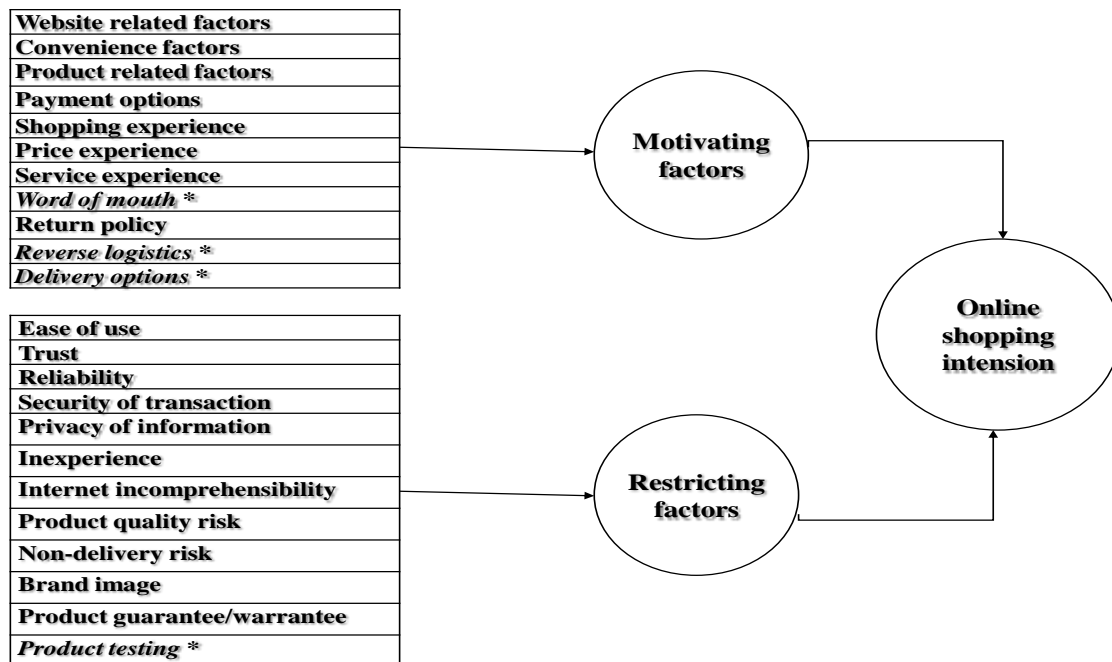 Website related factors
Convenience factors
Product related factors
Payment options
Shopping experience
Price experience
Service experience
Word of mouth *
Return policy
Reverse logistics *
Delivery options *
Motivating
factors
Online
shopping
intension
Ease of use
Trust
Reliability
Security of transaction
Privacy of information
Inexperience
Internet incomprehensibility
Product quality risk
Non-delivery risk
Brand image
Product guarantee/warrantee
Product testing *
Restricting
factors